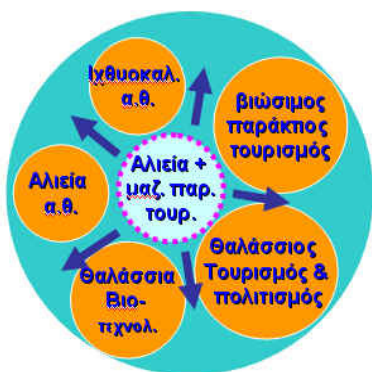 Ιχθυοκαλ.
α.θ.
βιώσιμος
παράκτιος
τουρισμός
Αλιεία +
μαζ. παρ.
τουρ.
Αλιεία
α.θ.
Θαλάσσιος
Τουρισμός &
πολιτισμός
Θαλάσσια
Βιο-
τεχνολ.